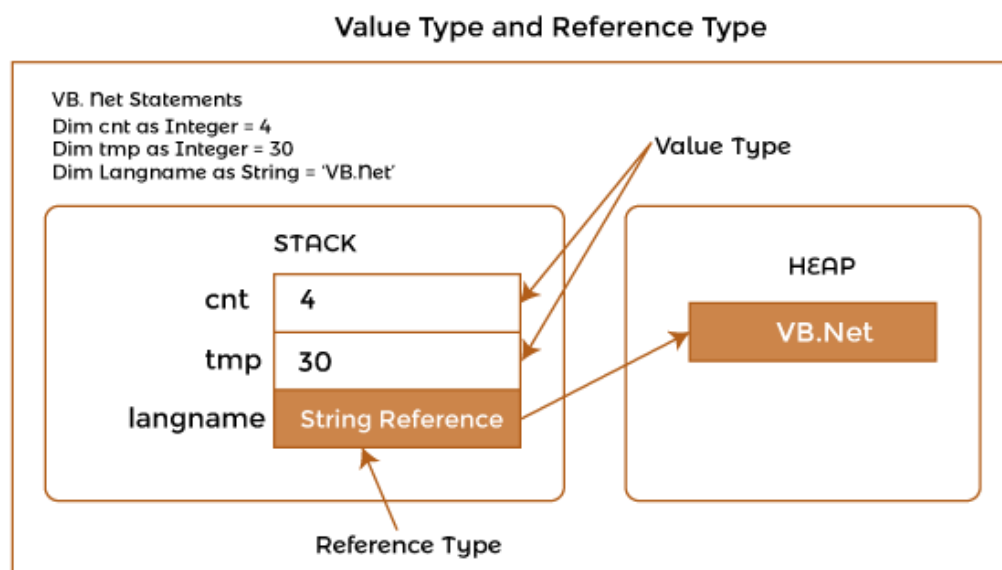 Value Type and Reference Type
VB. Net Statements
Dim cnt as Integer = 4
Dim tmp as Integer = 30
Dim Langname as String = ‘VB.Net’
Value Type
STACK
HEAP
cnt 4
VB.Net
tmp 30
langname String Reference
Reference Type